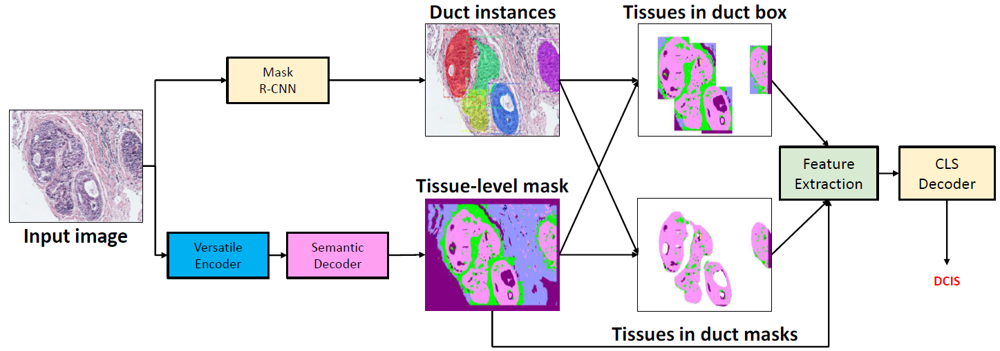 Duct instances
Tissues in duct box
Mask
R-CNN
Input image
Tissue-level mask
Versatile
Encoder
Semantic
Decoder
Feature
Extraction
CLS
Decoder
DCIS
Tissues in duct masks